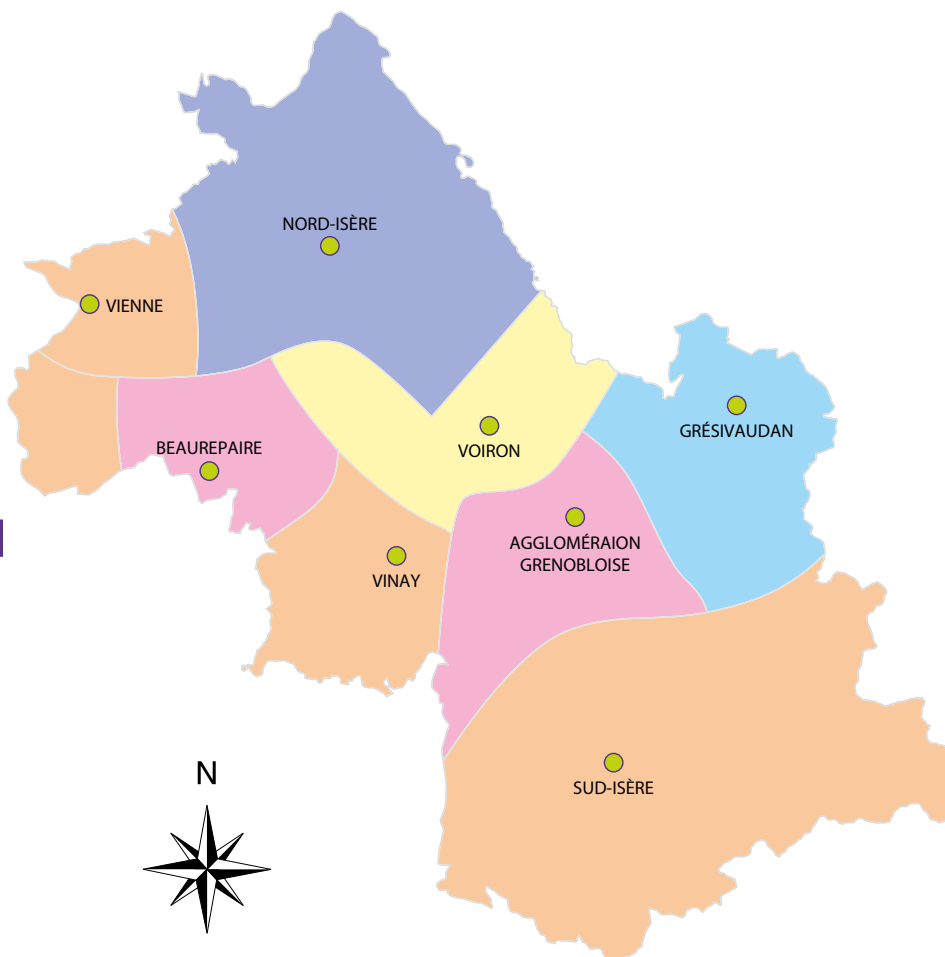 NORD-ISÈRE
VIENNE
GRÉSIVAUDAN
VOIRON
BEAUREPAIRE
AGGLOMÉRAION
GRENOBLOISE
VINAY
SUD-ISÈRE
N